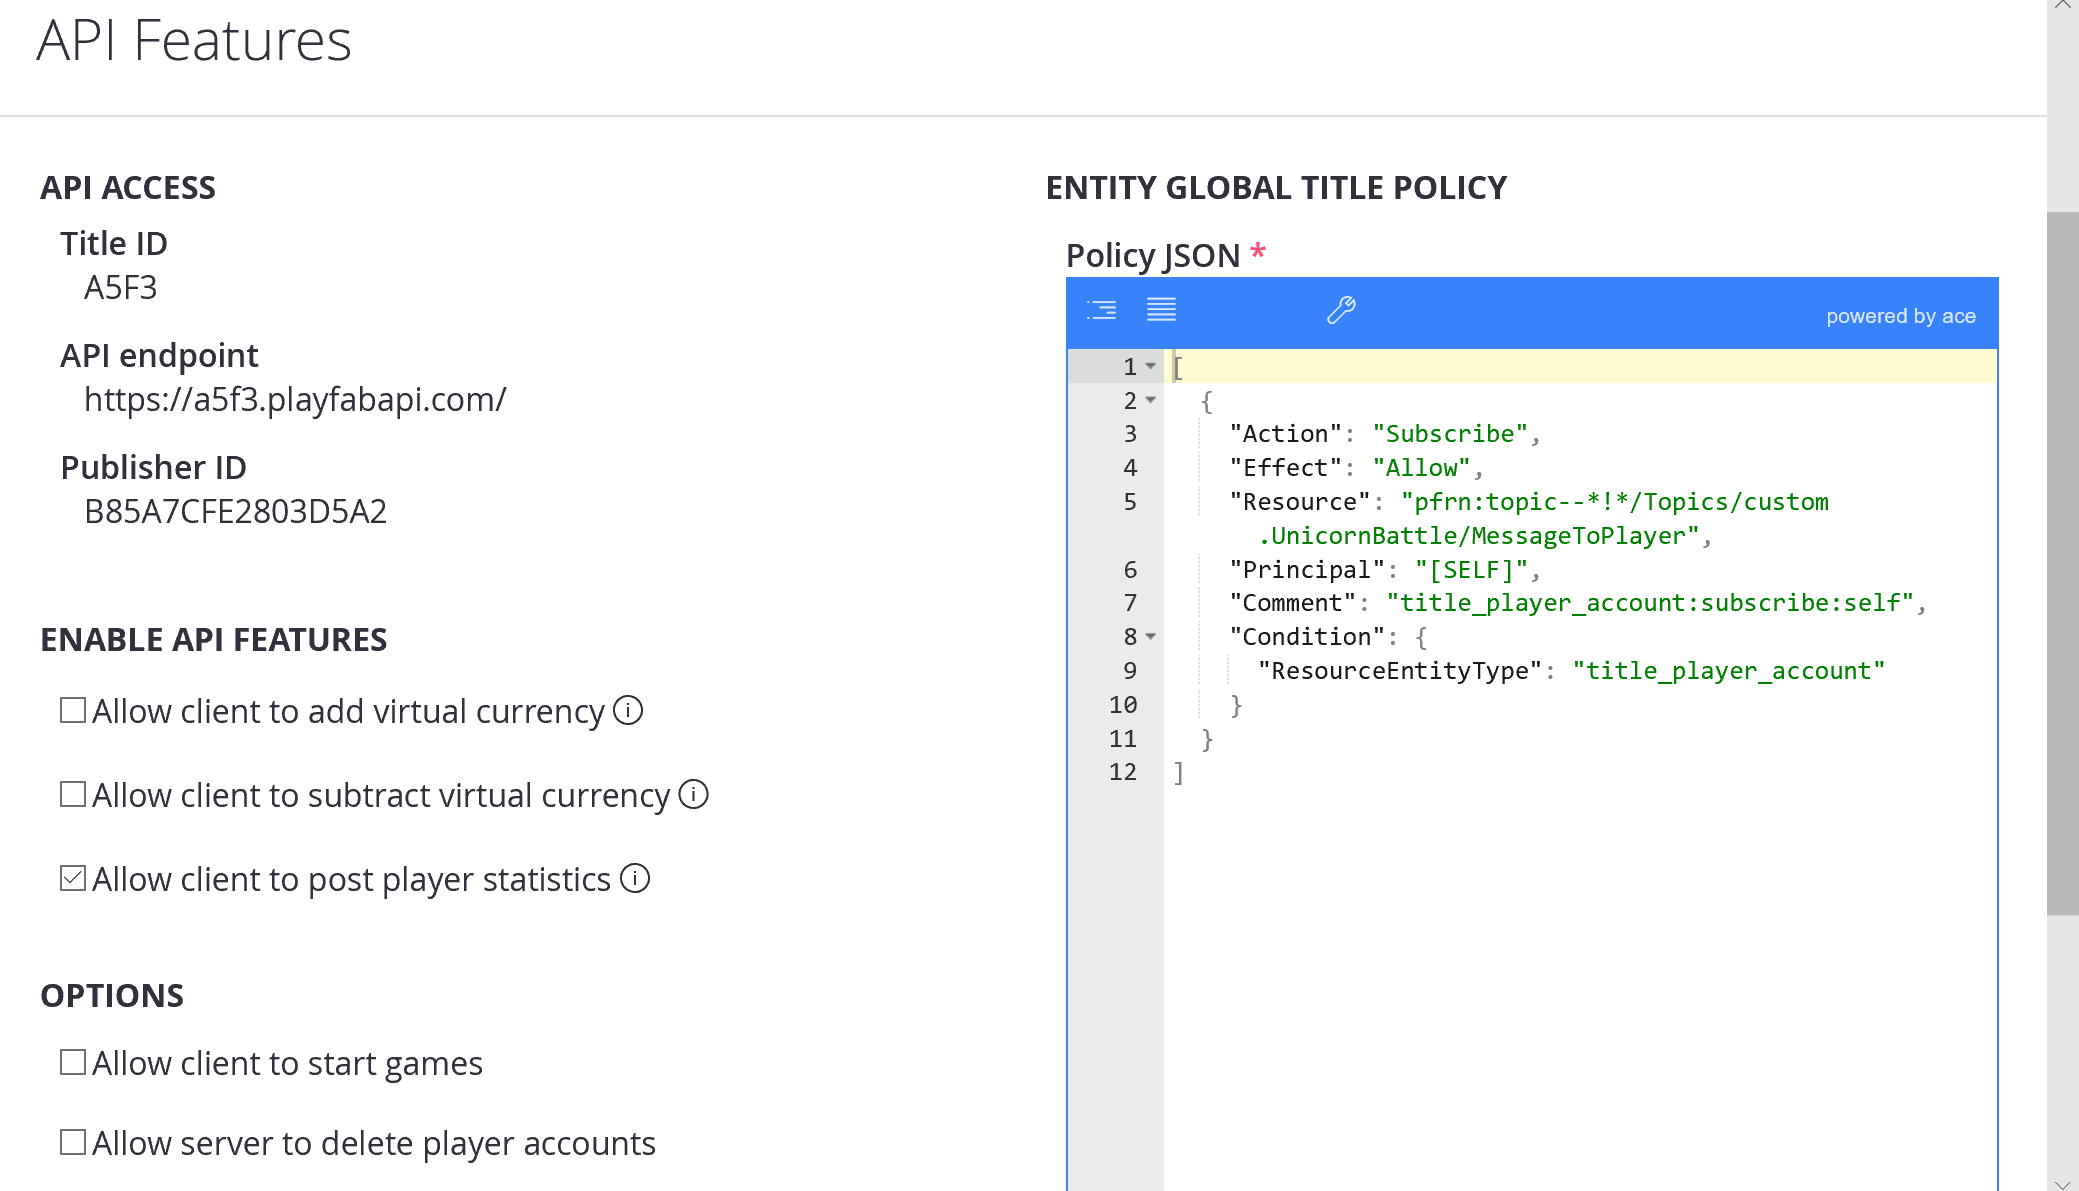 API Features
API ACCESS
Title ID
A5F3
API endpoint
https://a5f3.playfabapi.com/
Publisher ID
B85A7CFE2803D5A2
ENABLE API FEATURES
Allow client to add virtual currency
Allow client to subtract virtual currency
Allow client to post player statistics
OPTIONS
Allow client to start games
Allow server to delete player accounts
ENTITY GLOBAL TITLE POLICY
Policy JSON *
powered by ace
1 [
2 {
3 "Action": "Subscribe",
4 "Effect": "Allow",
5 "Resource": "pfrn:topic--*!*/Topics/custom
.UnicornBattle/MessageToPlayer",
6 "Principal": "[SELF]",
7 "Comment": "title_player_account:subscribe:self",
8 "Condition": {
9 "ResourceEntityType": "title_player_account"
10 }
11 }
12 ]